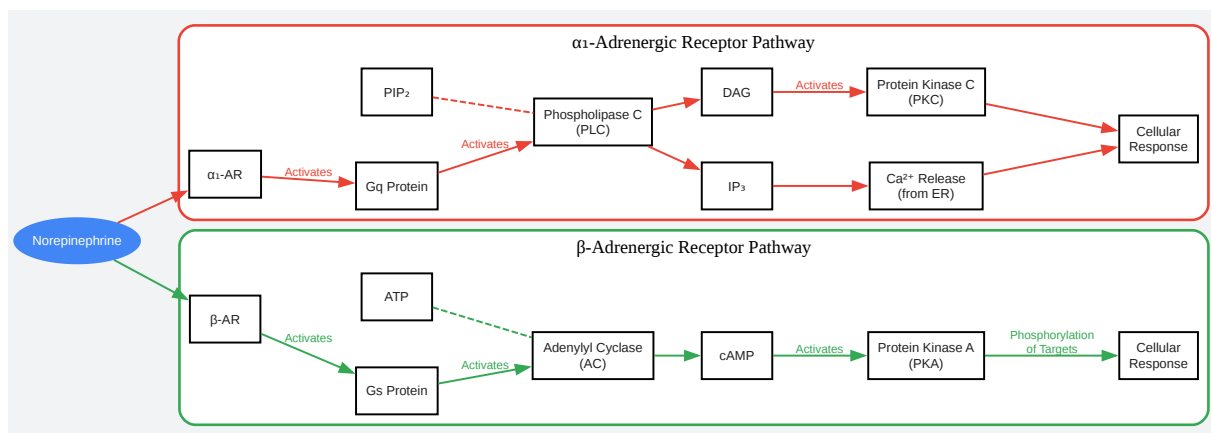 α₁-Adrenergic Receptor Pathway
PIP₂
DAG
Activates
Protein Kinase C
(PKC)
Phospholipase C
(PLC)
Activates
Cellular
Response
α₁-AR
Activates
Gq Protein
IP₃
Ca²⁺ Release
(from ER)
Norepinephrine
β-Adrenergic Receptor Pathway
ATP
β-AR
Activates
Adenylyl Cyclase
(AC)
Activates
Gs Protein
cAMP
Activates
Protein Kinase A
(PKA)
Phosphorylation
of Targets
Cellular
Response